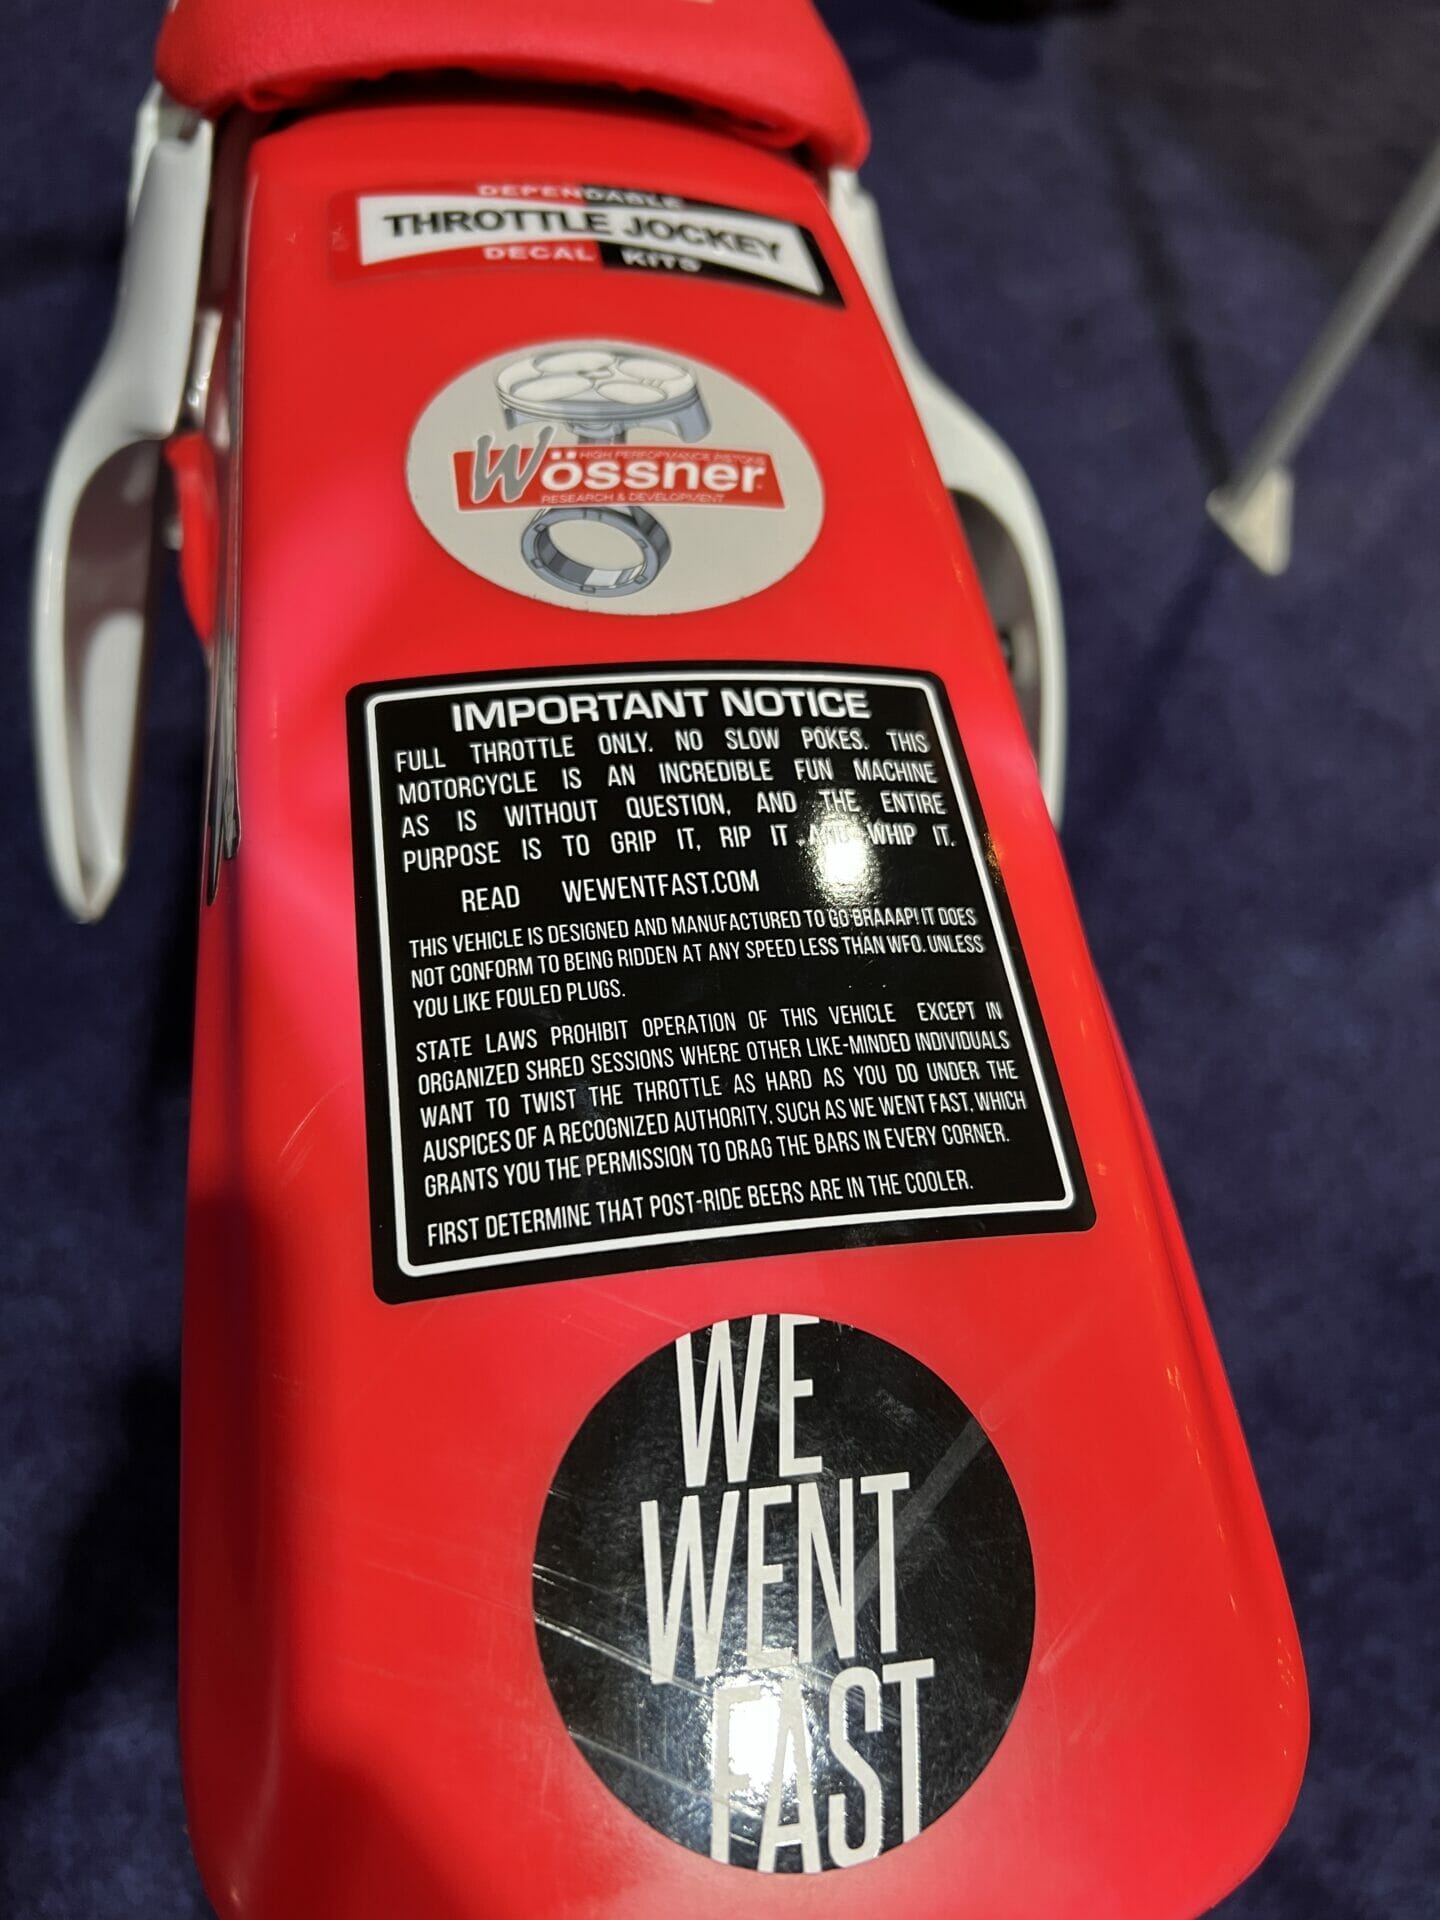 DEPENDABLE
THROTTLE JOCKEY
DECAL KITS
HIGH PERFORMANCE PISTONS
Wössner
RESEARCH & DEVELOPMENT
IMPORTANT NOTICE
FULL THROTTLE ONLY. NO SLOW POKES. THIS
MOTORCYCLE IS AN INCREDIBLE FUN MACHINE
AS IS WITHOUT QUESTION, AND THE ENTIRE
PURPOSE IS TO GRIP IT, RIP IT AND WHIP IT.
READ WEWENTFAST.COM
THIS VEHICLE IS DESIGNED AND MANUFACTURED TO GO BRAAAP! IT DOES
NOT CONFORM TO BEING RIDDEN AT ANY SPEED LESS THAN WFO. UNLESS
YOU LIKE FOULED PLUGS.
STATE LAWS PROHIBIT OPERATION OF THIS VEHICLE EXCEPT IN
ORGANIZED SHRED SESSIONS WHERE OTHER LIKE-MINDED INDIVIDUALS
WANT TO TWIST THE THROTTLE AS HARD AS YOU DO UNDER THE
AUSPICES OF A RECOGNIZED AUTHORITY, SUCH AS WE WENT FAST, WHICH
GRANTS YOU THE PERMISSION TO DRAG THE BARS IN EVERY CORNER.
FIRST DETERMINE THAT POST-RIDE BEERS ARE IN THE COOLER.
WE
WENT
FAST